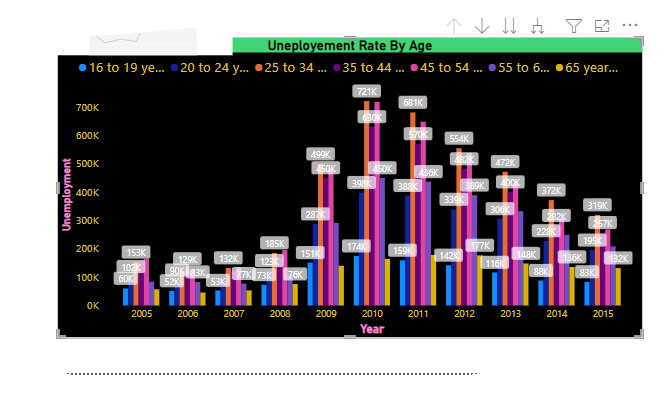 Uneployement Rate By Age
16 to 19 ye... 20 to 24 y... 25 to 34 ... 35 to 44 ... 45 to 54 ... 55 to 6... 65 year...
721K 681K
700K 630K
600K 570K 554K
499K 482K 472K
500K 450K 450K 436K
400K 398K 388K 389K 400K 372K
339K 319K
300K 287K 306K 282K
228K 257K
200K 185K 195K
153K 129K 132K 151K 174K 159K 142K 177K 148K 136K 132K
100K 102K 90K 123K 116K
60K 52K 83K 53K 77K 73K 76K 88K 83K
0K
2005 2006 2007 2008 2009 2010 2011 2012 2013 2014 2015
Unemployment
Year